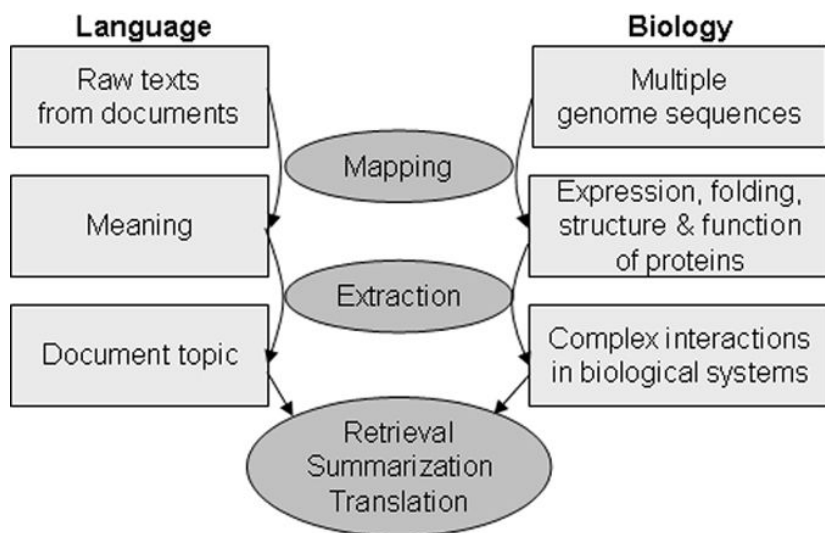 Language
Biology
Raw texts
from documents
Multiple
genome sequences
Mapping
Meaning
Expression, folding,
structure & function
of proteins
Extraction
Document topic
Complex interactions
in biological systems
Retrieval
Summarization
Translation